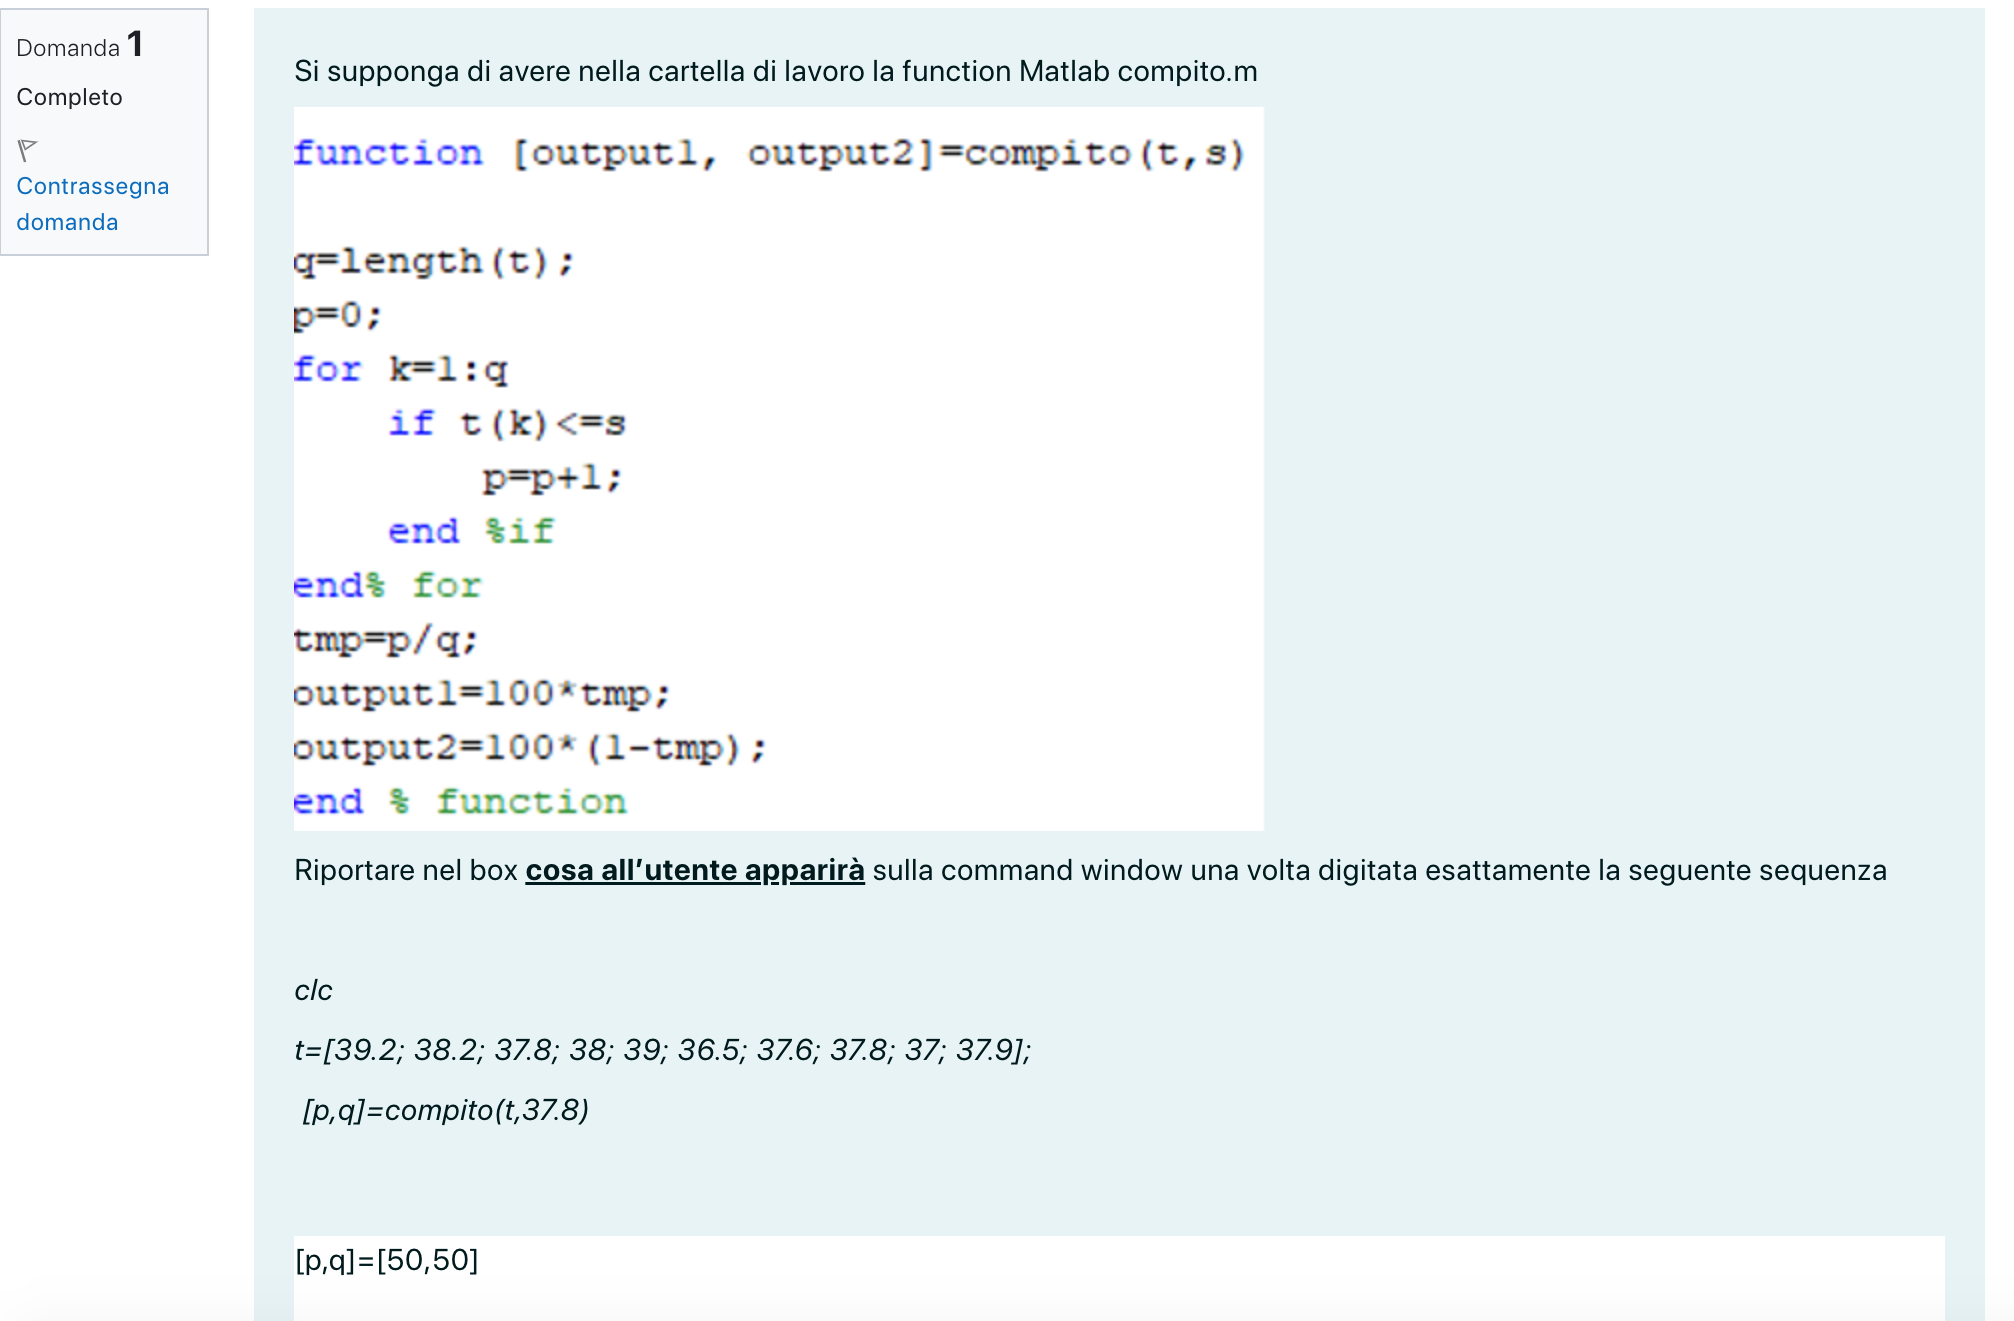 Domanda 1
Completo
Contrassegna
domanda
Si supponga di avere nella cartella di lavoro la function Matlab compito.m
function [output1, output2]=compito(t,s)
q=length(t);
p=0;
for k=1:q
if t(k)<=s
p=p+1;
end %if
end% for
tmp=p/q;
output1=100*tmp;
output2=100*(1-tmp);
end % function
Riportare nel box cosa all’utente apparirà sulla command window una volta digitata esattamente la seguente sequenza
clc
t=[39.2; 38.2; 37.8; 38; 39; 36.5; 37.6; 37.8; 37; 37.9];
[p,q]=compito(t,37.8)
[p,q]=[50,50]